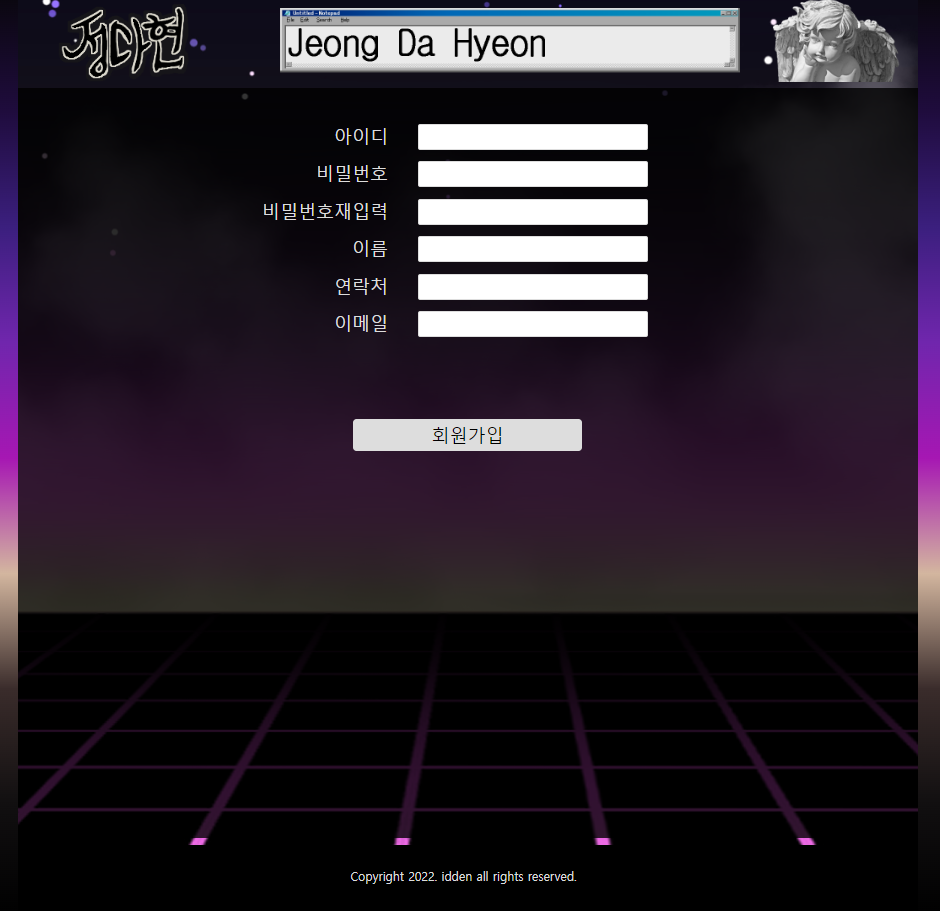 정다현
Untitled - Notepad
File Edit Search Help
Jeong Da Hyeon
아이디
비밀번호
비밀번호재입력
이름
연락처
이메일
회원가입
Copyright 2022. idden all rights reserved.